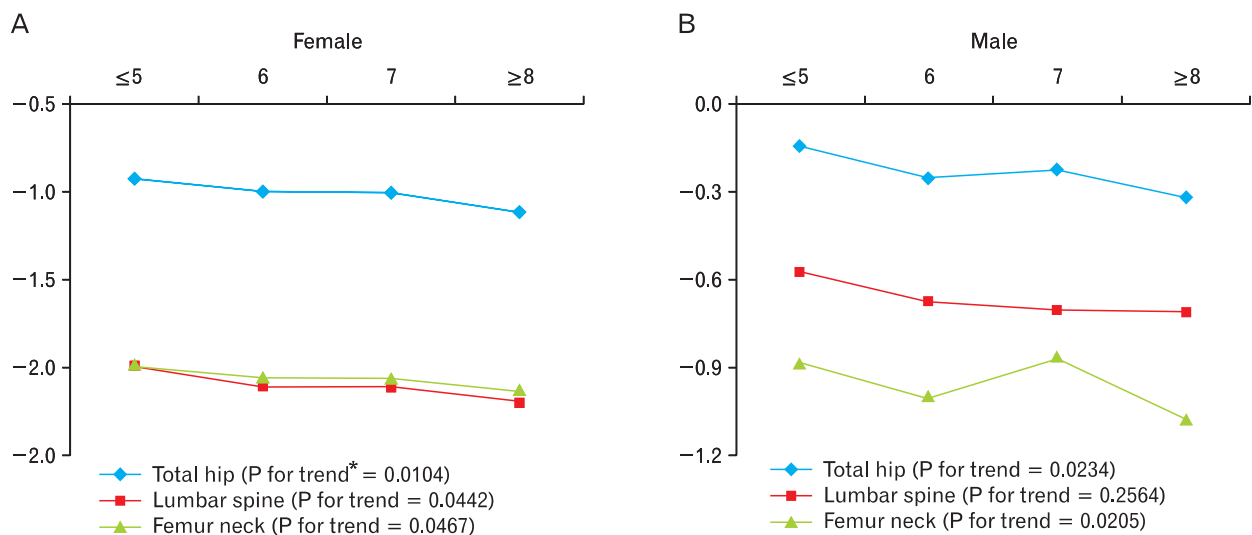 A
Female
≤5 6 7 ≥8
−0.5
−1.0
−1.5
−2.0
−2.0
Total hip (P for trend* = 0.0104)
Lumbar spine (P for trend = 0.0442)
Femur neck (P for trend = 0.0467)
B
Male
≤5 6 7 ≥8
0.0
−0.3
−0.6
−0.9
−1.2
Total hip (P for trend = 0.0234)
Lumbar spine (P for trend = 0.2564)
Femur neck (P for trend = 0.0205)